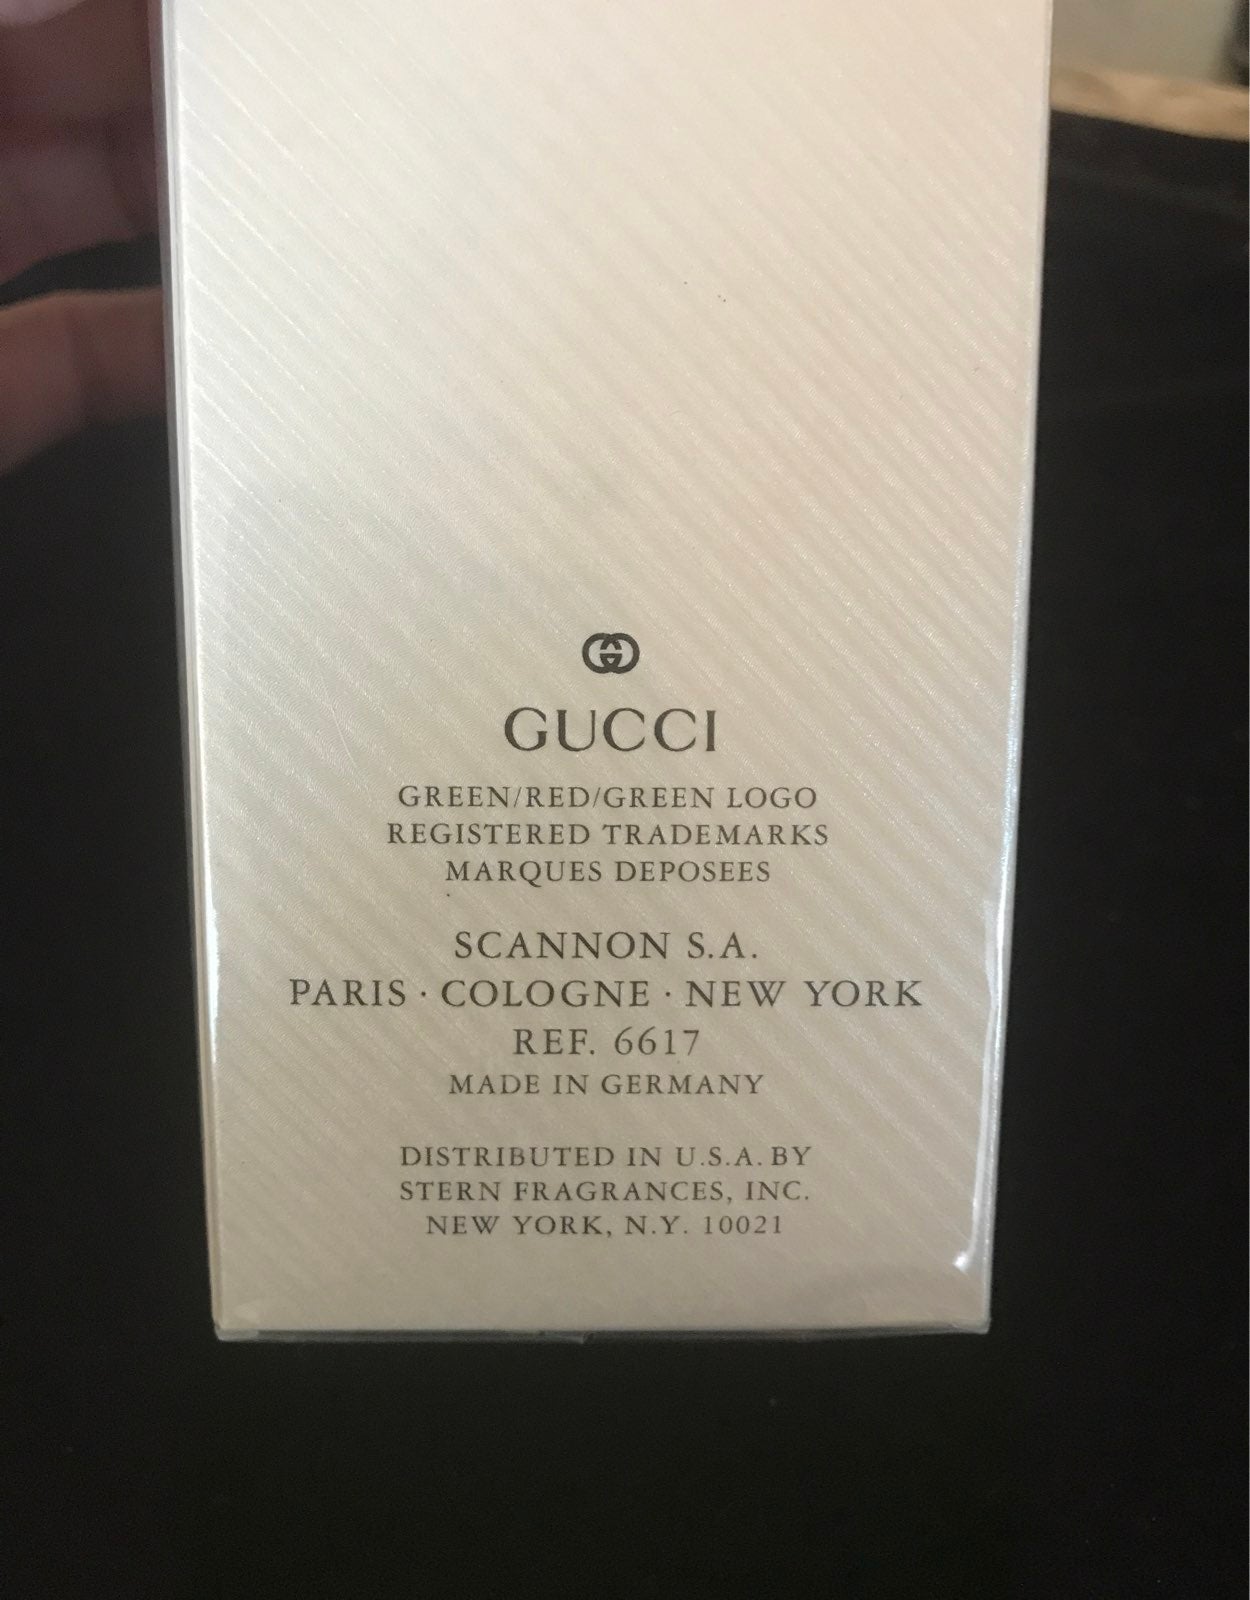 GUCCI
GREEN/RED/GREEN LOGO
REGISTERED TRADEMARKS
MARQUES DEPOSEES
SCANNON S.A.
PARIS · COLOGNE · NEW YORK
REF. 6617
MADE IN GERMANY
DISTRIBUTED IN U.S.A. BY
STERN FRAGRANCES, INC.
NEW YORK, N.Y. 10021